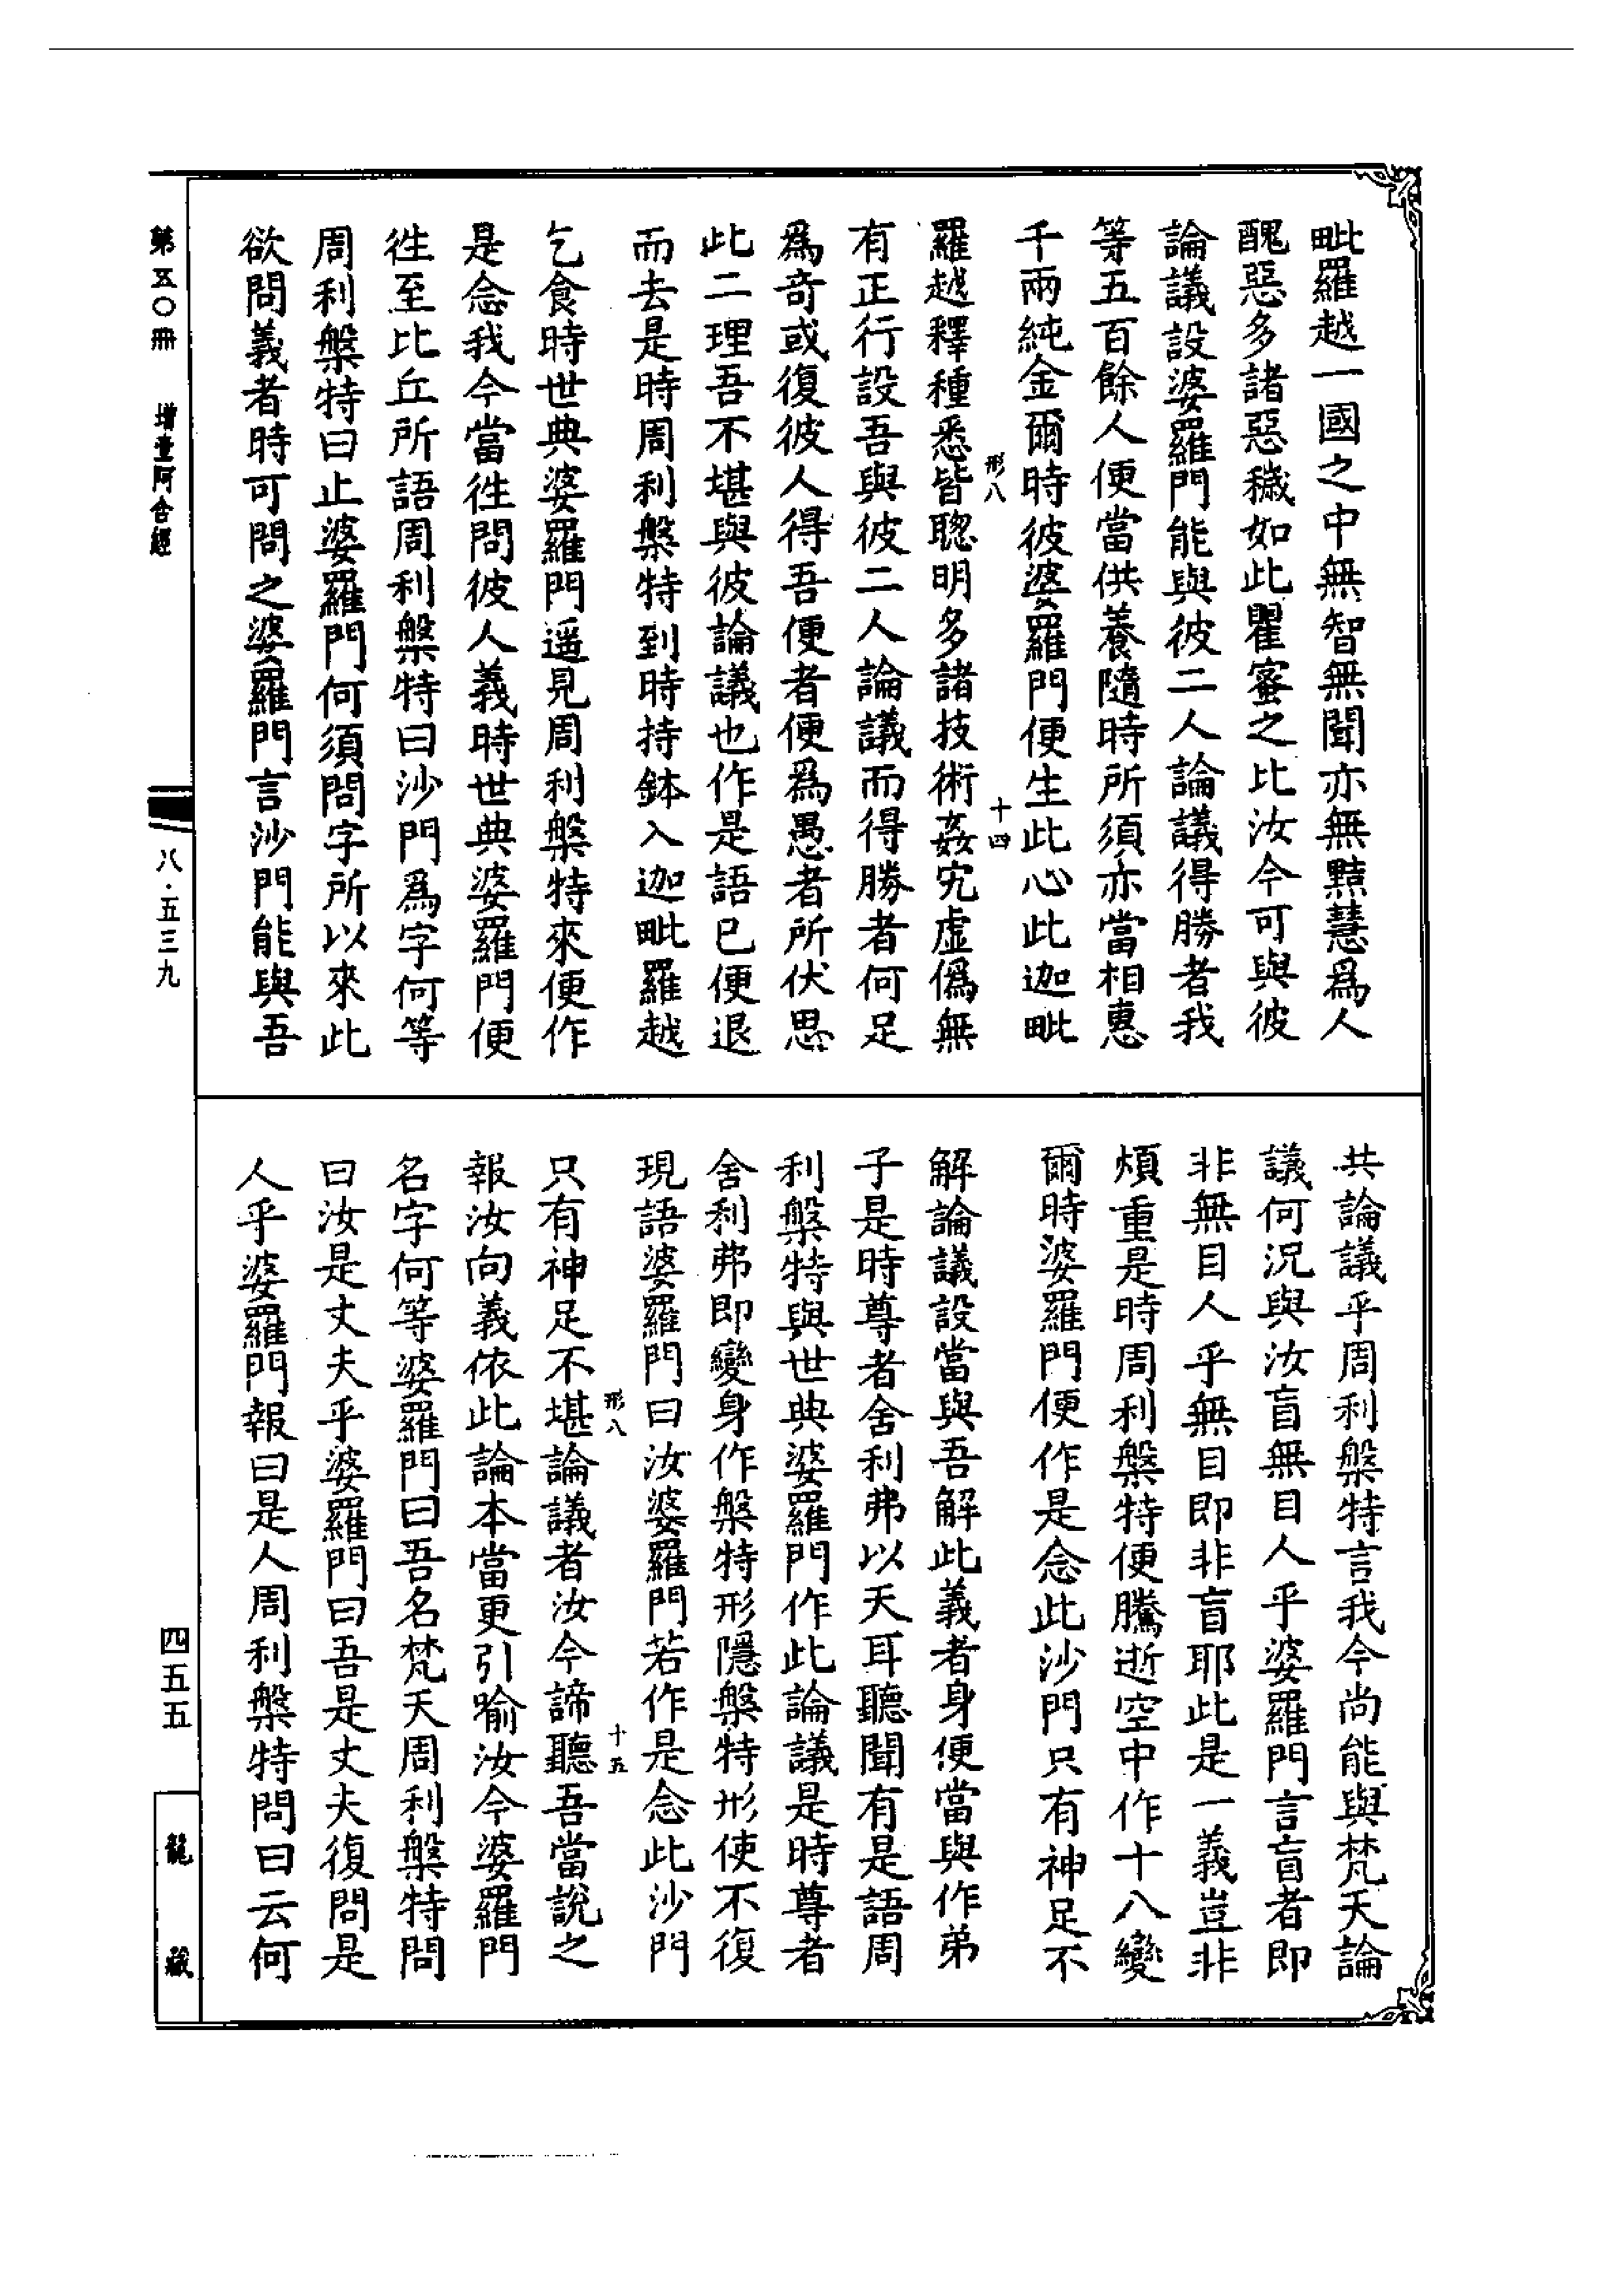 毗羅越一國之中無智無聞亦無黠慧爲人
醜惡多諸惡穢如此瞿蜜之比汝今可與彼
論議設婆羅門能與彼二人論議得勝者我
等五百餘人便當供養隨時所須亦當相惠
千兩純金爾時彼婆羅門便生此心此迦毗
形八
十四
羅越釋種悉皆聦明多諸技術姦宄虛僞無
有正行設吾與彼二人論議而得勝者何足
爲奇或復彼人得吾便者便爲愚者所伏思
此二理吾不堪與彼論議也作是語已便退
而去是時周利槃特到時持鉢入迦毗羅越
乞食時世典婆羅門遥見周利槃特來便作
是念我今當徃問彼人義時世典婆羅門便
徃至比丘所語周利槃特曰沙門爲字何等
周利槃特曰止婆羅門何須問字所以來此
欲問義者時可問之婆羅門言沙門能與吾
共論議乎周利槃特言我今尚能與梵天論
議何況與汝盲無目人乎婆羅門言盲者即
非無目人乎無目即非盲耶此是一義豈非
煩重是時周利槃特便騰逝空中作十八變
爾時婆羅門便作是念此沙門只有神足不
解論議設當與吾解此義者身便當與作弟
子是時尊者舍利弗以天耳聽聞有是語周
利槃特與世典婆羅門作此論議是時尊者
舍利弗即變身作槃特形隱槃特形使不復
現語婆羅門曰汝婆羅門若作是念此沙門
形八
十五
只有神足不堪論議者汝今諦聽吾當說之
報汝向義依此論本當更引喻汝今婆羅門
名字何等婆羅門曰吾名梵天周利槃特問
曰汝是丈夫乎婆羅門曰吾是丈夫復問是
人乎婆羅門報曰是人周利槃特問曰云何
第五〇冊
增壹阿含經
八·五三九
四五五
龍藏